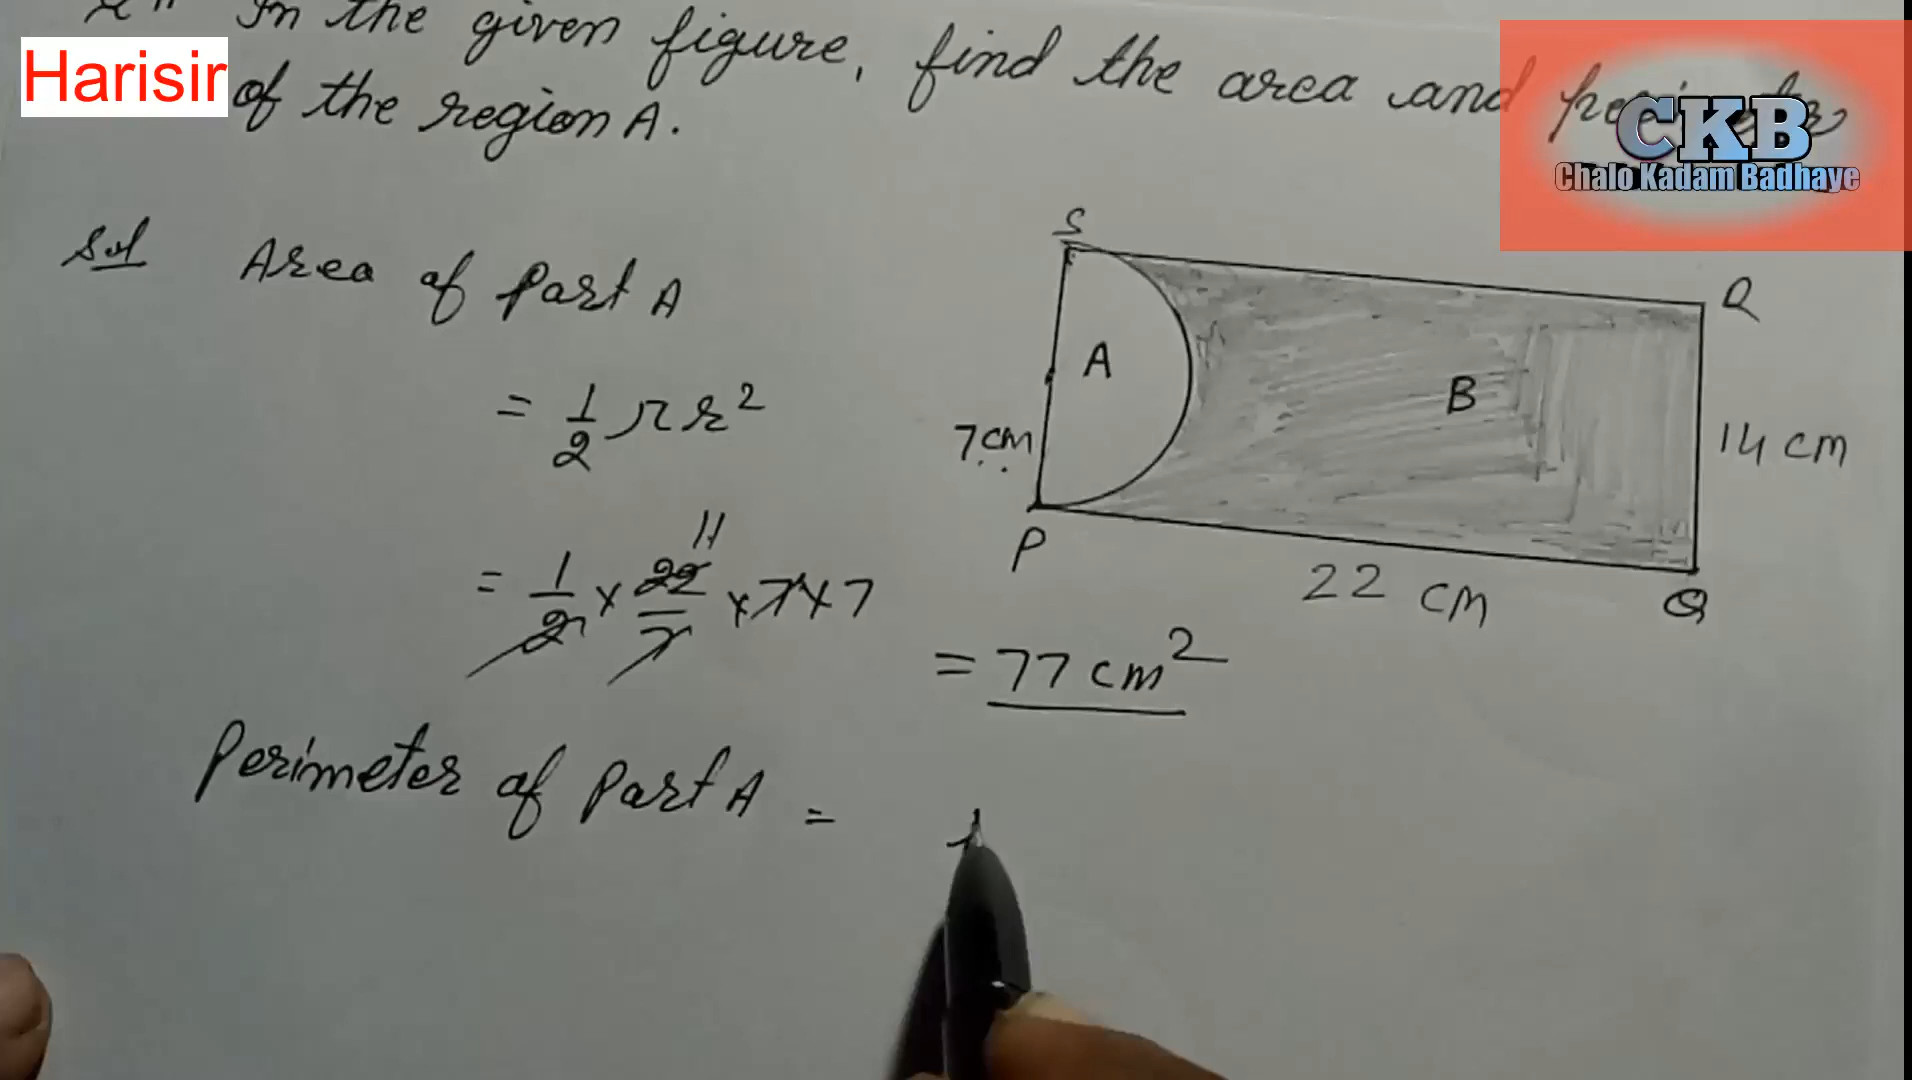 In the given figure, find the area and
of the region A.
Harisir
CKB
Chalo Kadam Badhaye
Sol Area of Part A
= 1/2 π r²
= 1/2 × 22/7 × 7 × 7
11
= 77 cm²
Perimeter of Part A =
S
R
A
B
7cm
14 cm
P
22 cm
Q